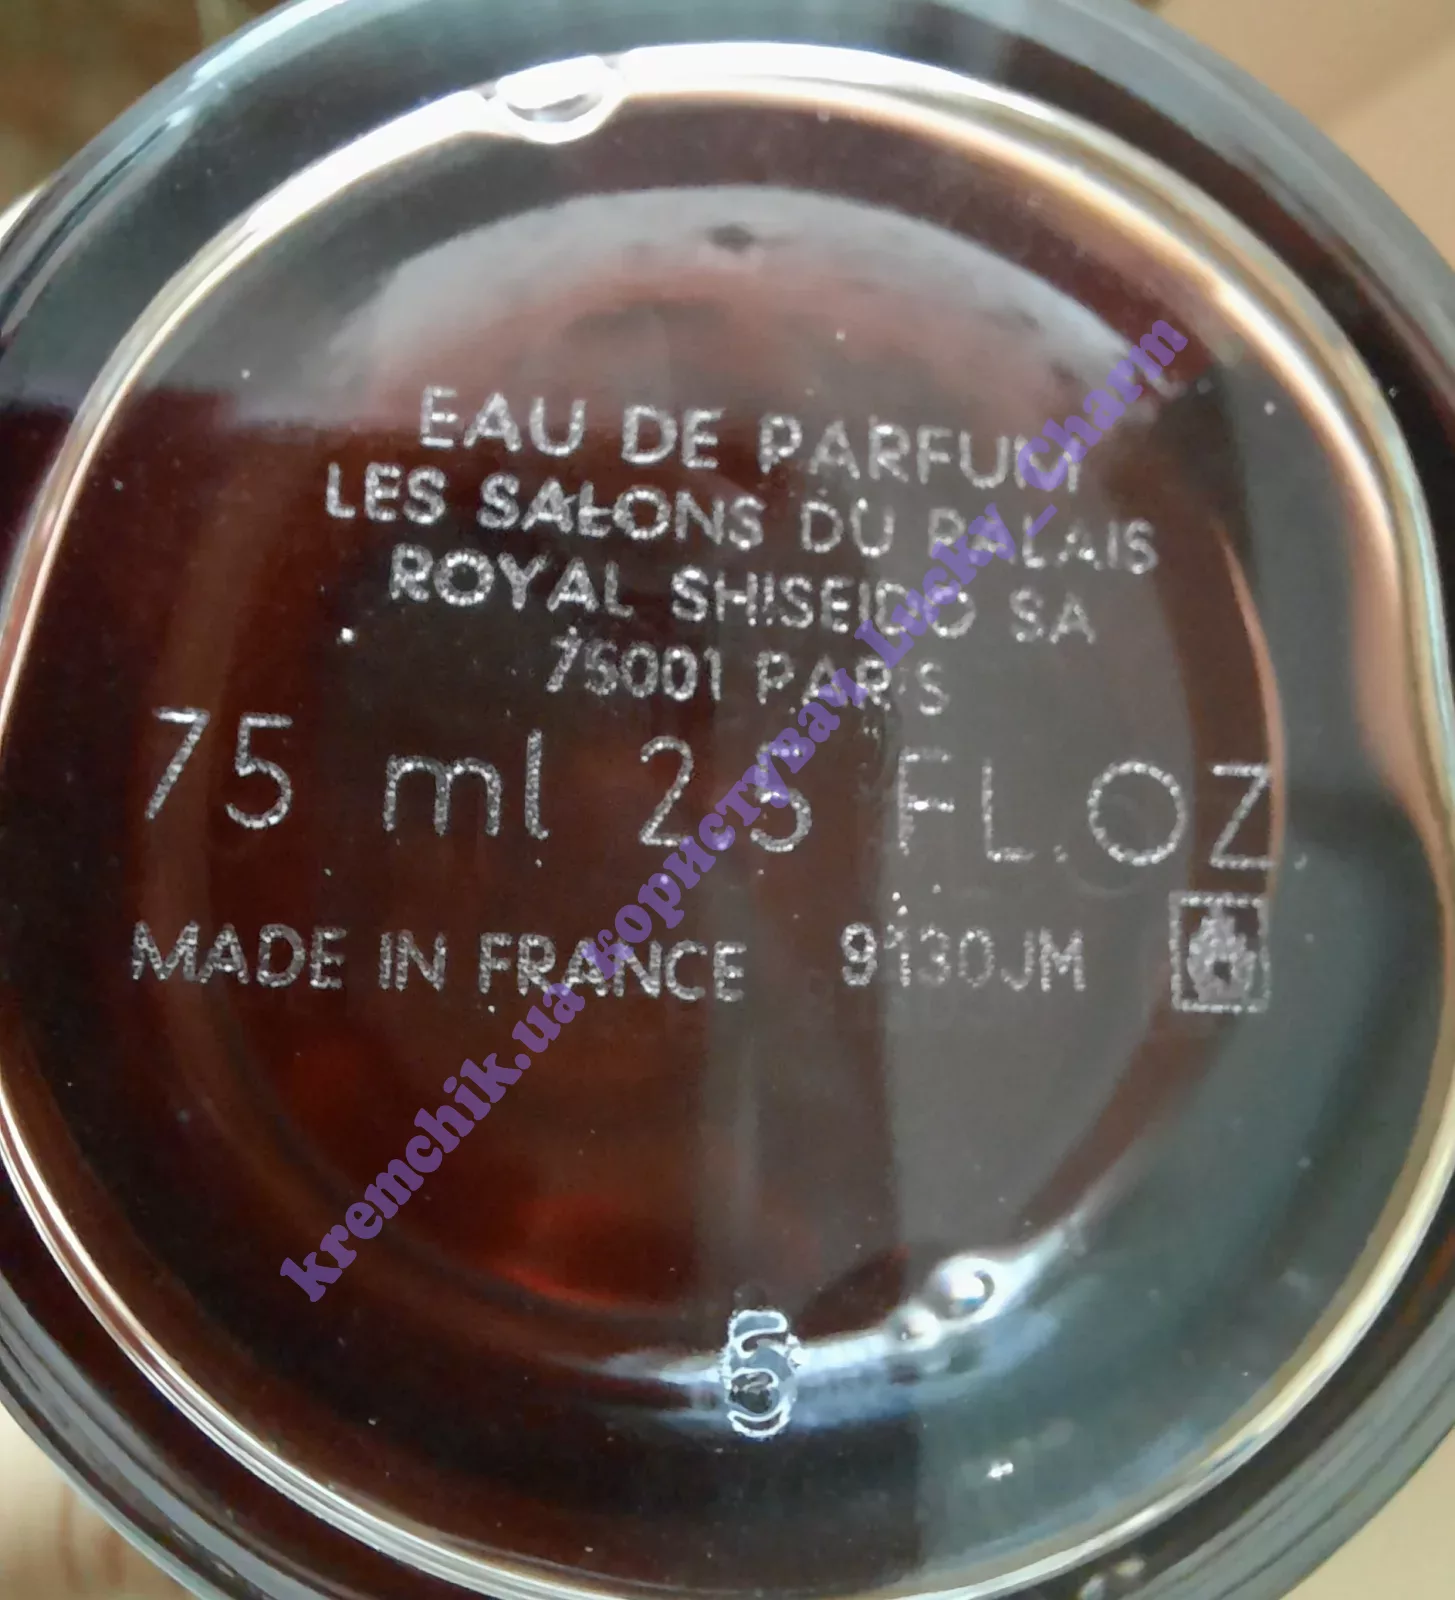 EAU DE PARFUM
LES SALONS DU PALAIS
ROYAL SHISEIDO SA
75001 PARIS
75 ml 2.5 FL.OZ.
MADE IN FRANCE 9130JM
kremchik.ua користувач Lucky_Charm